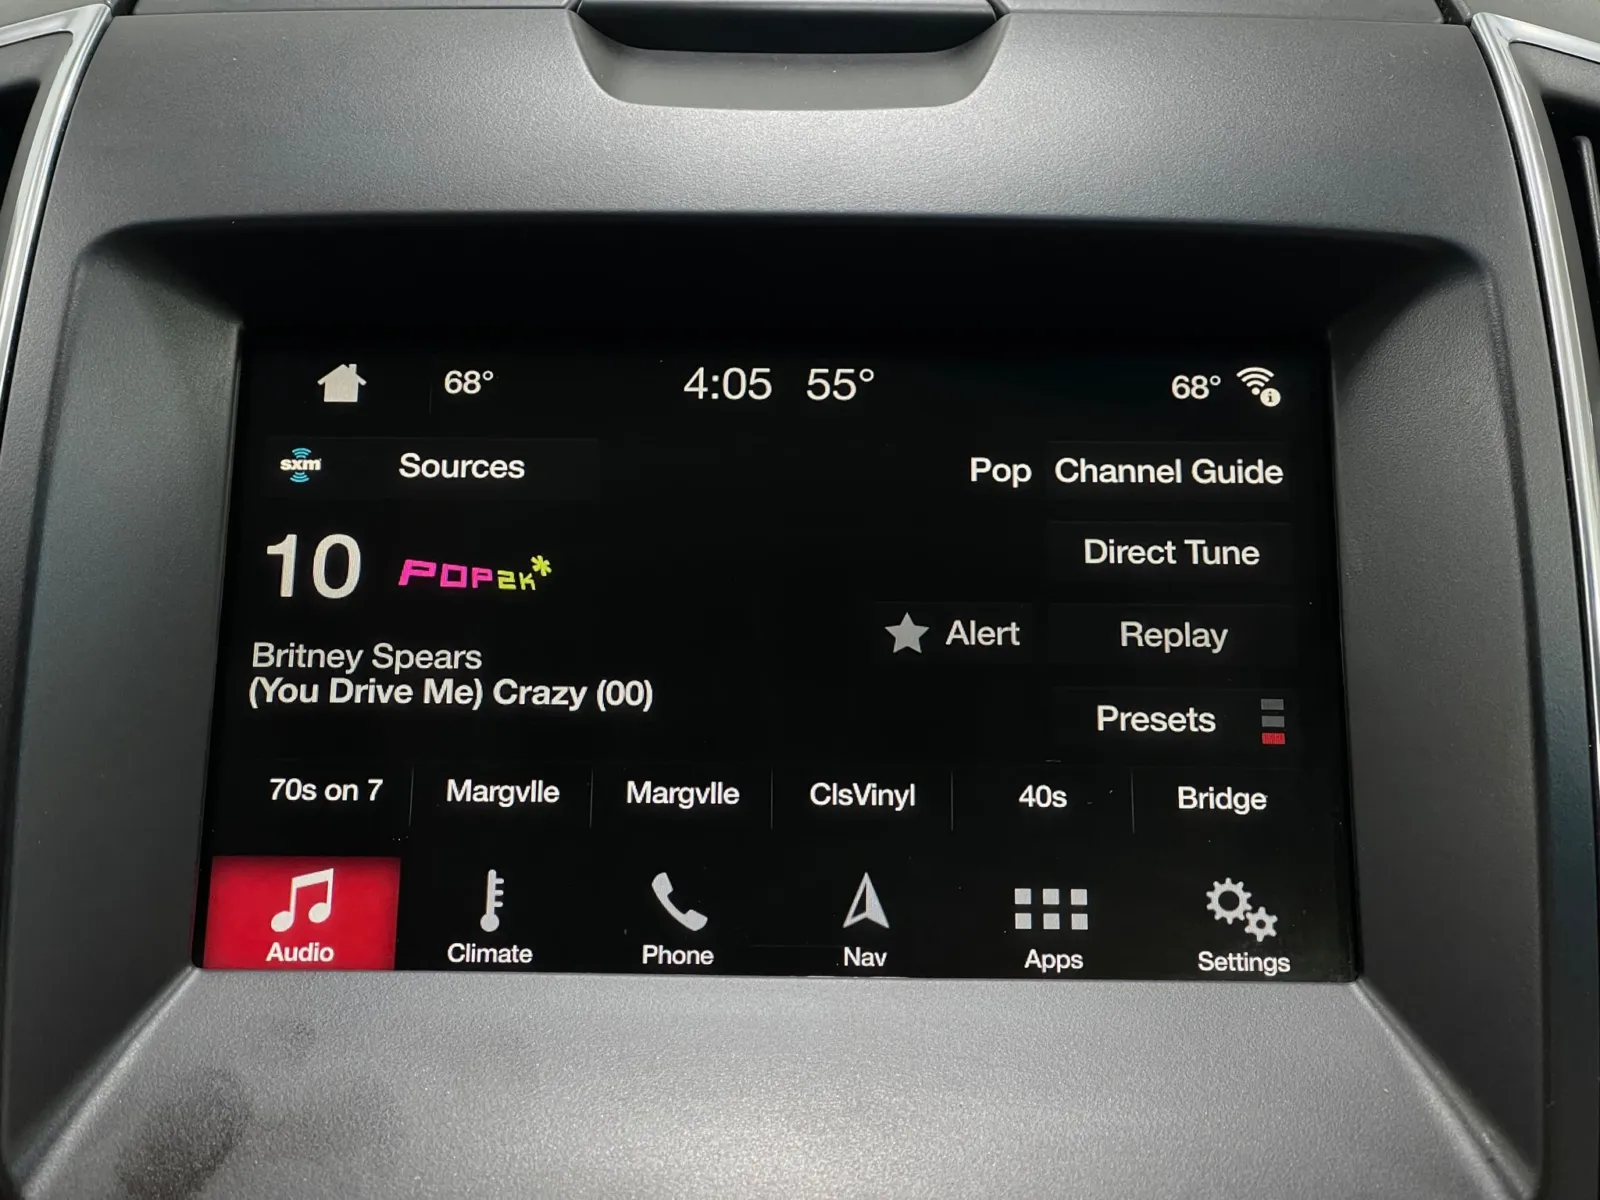 68° 4:05 55° 68°
sxm Sources Pop Channel Guide
10 POP2K* Direct Tune
Alert Replay
Britney Spears
(You Drive Me) Crazy (00)
Presets
70s on 7 Margvlle Margvlle ClsVinyl 40s Bridge
Audio Climate Phone Nav Apps Settings